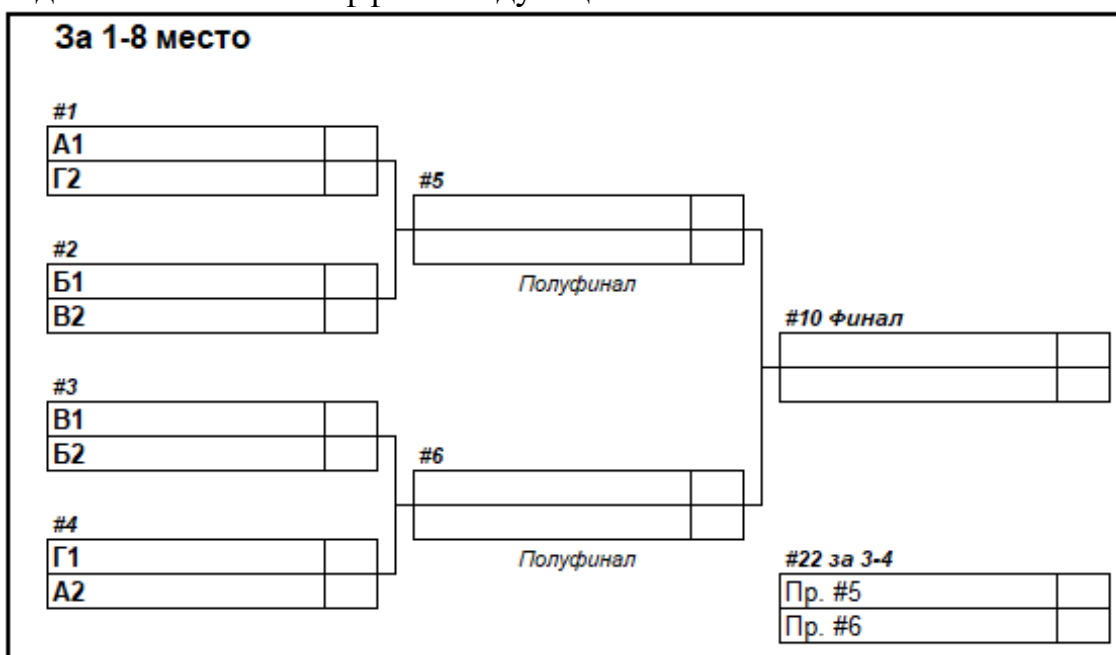 За 1-8 место
#1
А1
Г2
#2
Б1
В2
#3
В1
Б2
#4
Г1
А2
#5
Полуфинал
#6
Полуфинал
#10 Финал
#22 за 3-4
Пр. #5
Пр. #6